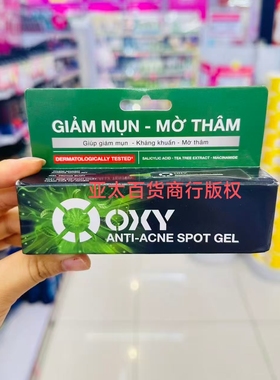 GIẢM MỤN - MỜ THÂM
Giúp giảm mụn - Kháng khuẩn - Mờ thâm
DERMATOLOGICALLY TESTED*
SALICYLIC ACID - TEA TREE EXTRACT - NIACINAMIDE
亚太百货商行版权
OXY
ANTI-ACNE SPOT GEL